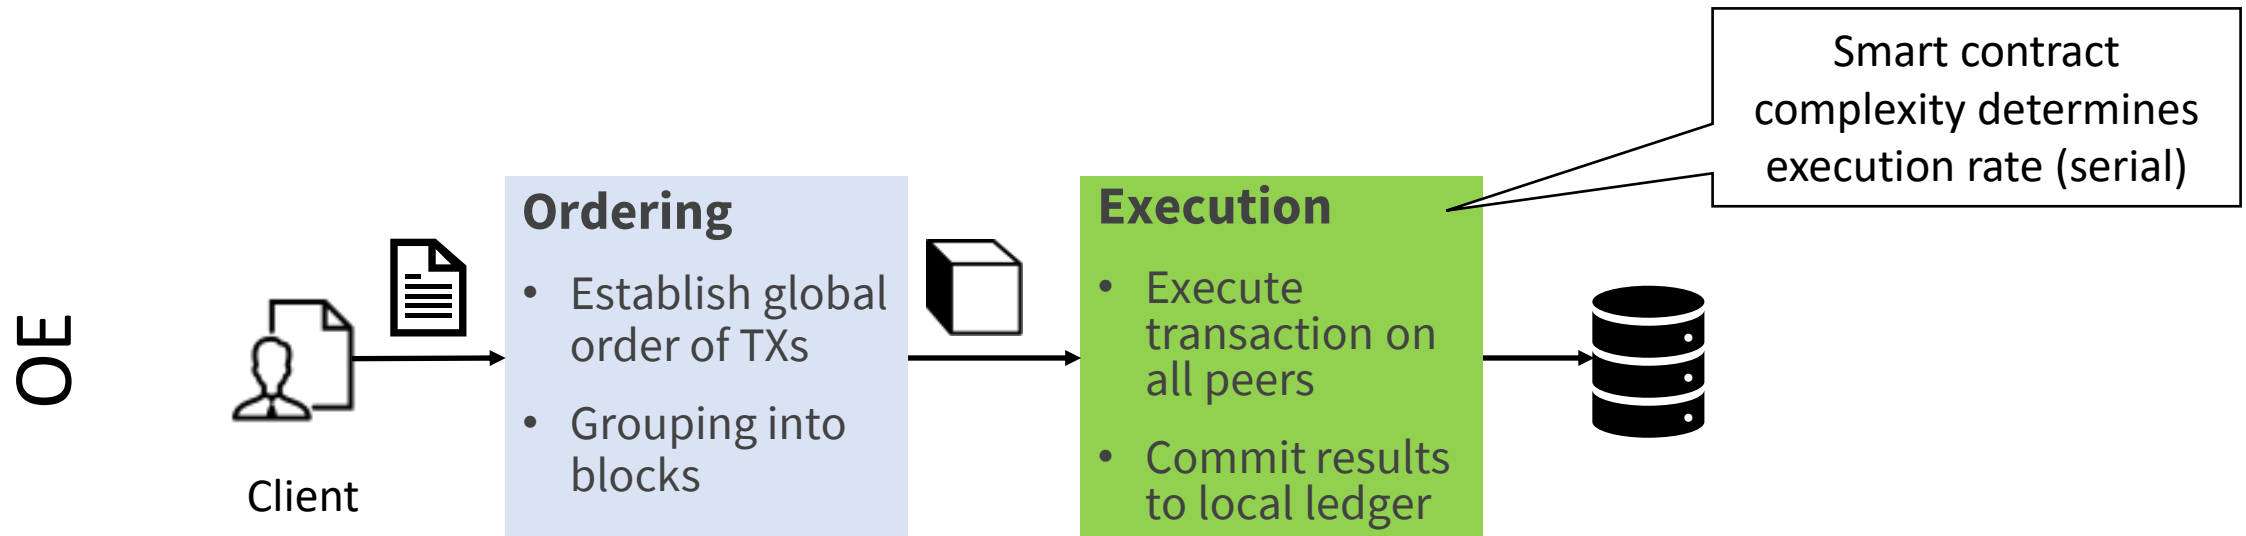 OE
Client
Ordering
• Establish global
order of TXs
• Grouping into
blocks
Execution
• Execute
transaction on
all peers
• Commit results
to local ledger
Smart contract
complexity determines
execution rate (serial)